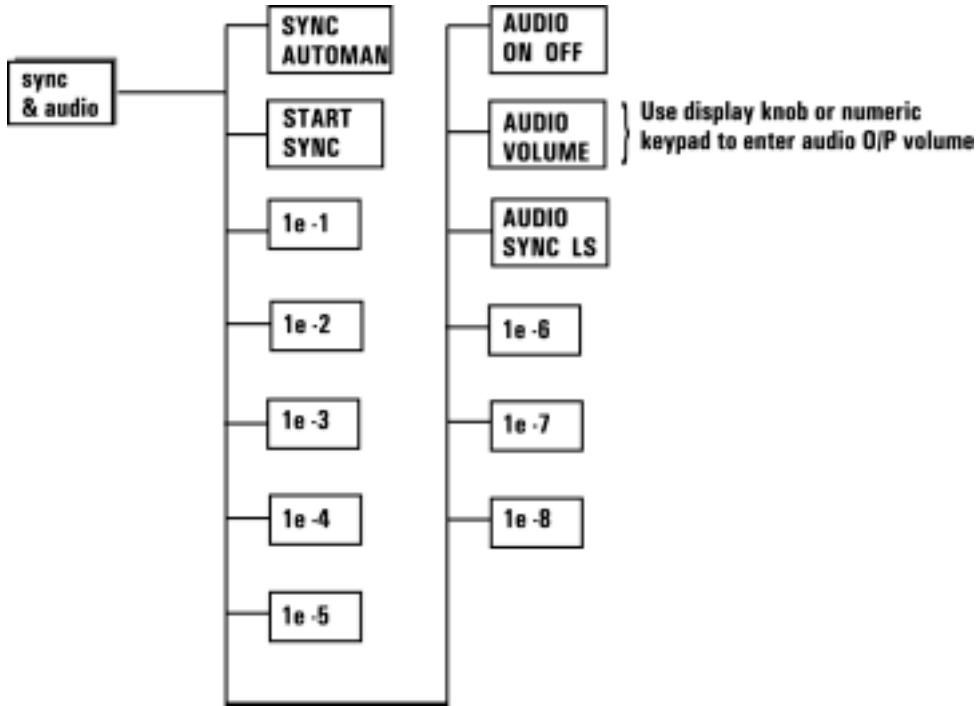 sync
& audio
SYNC
AUTOMAN
START
SYNC
1e -1
1e -2
1e -3
1e -4
1e -5
AUDIO
ON OFF
AUDIO
VOLUME
Use display knob or numeric
keypad to enter audio O/P volume
AUDIO
SYNC LS
1e -6
1e -7
1e -8